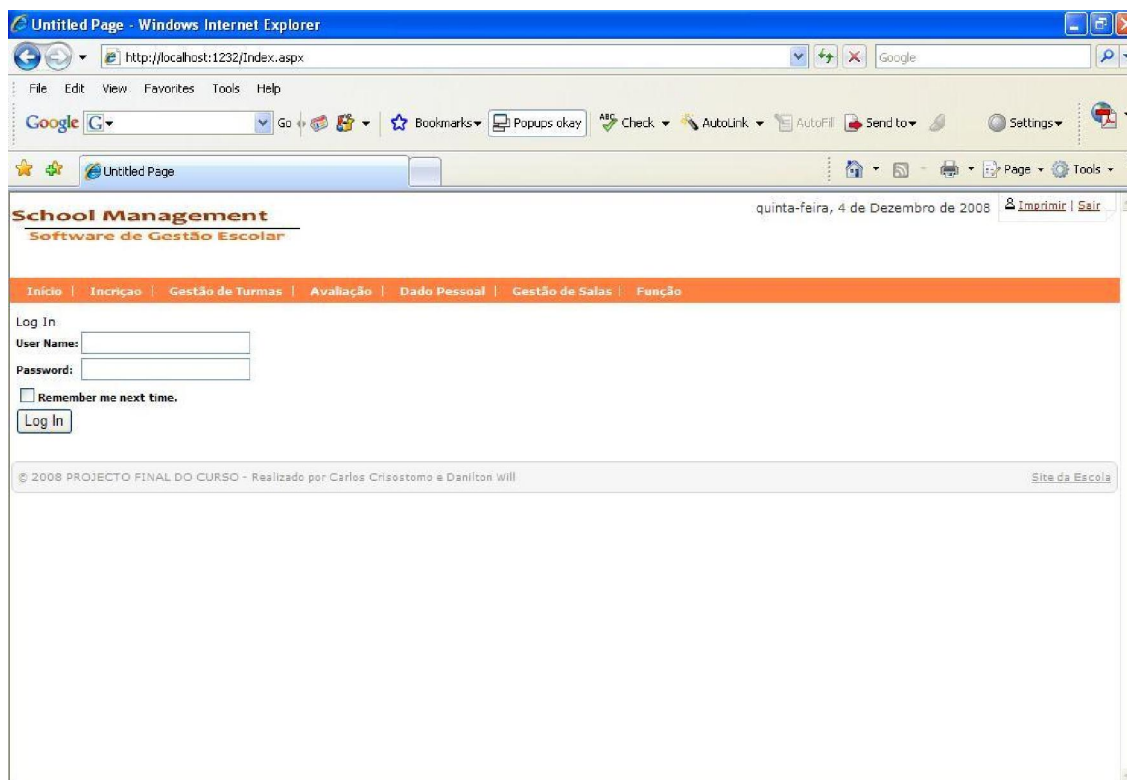 Untitled Page - Windows Internet Explorer
http://localhost:1232/Index.aspx
Google
File Edit View Favorites Tools Help
Google G Go Bookmarks Popups okay ABC Check AutoLink AutoFill Send to Settings
Untitled Page
Page Tools
School Management
Software de Gestão Escolar
quinta-feira, 4 de Dezembro de 2008 Imprimir | Sair
Início | Incriçao | Gestão de Turmas | Avaliação | Dado Pessoal | Gestão de Salas | Função
Log In
User Name:
Password:
Remember me next time.
Log In
© 2008 PROJECTO FINAL DO CURSO - Realizado por Carlos Crisostomo e Danilton Will
Site da Escola